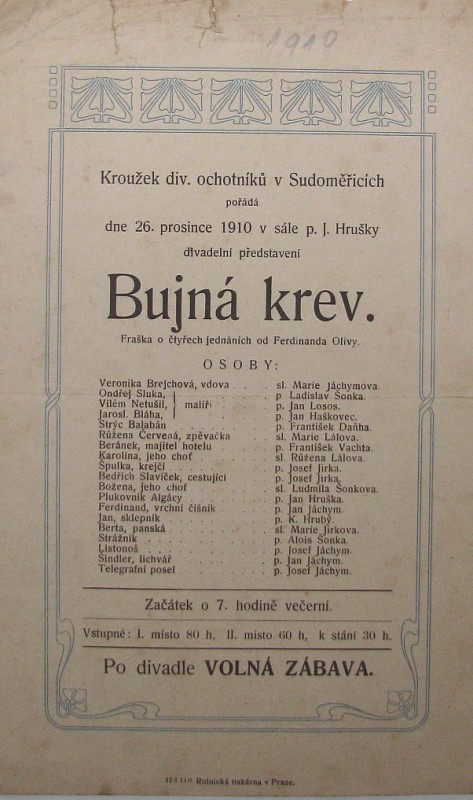 1910
Kroužek div. ochotníků v Sudoměřicích
pořádá
dne 26. prosince 1910 v sále p. J. Hrušky
divadelní představení
Bujná krev.
Fraška o čtyřech jednáních od Ferdinanda Olivy.
OSOBY:
Veronika Brejchová, vdova . . . sl. Marie Jáchymova.
Ondřej Sluka, } p Ladislav Šonka.
Vilém Netušil, } malíři p. Jan Losos.
Jarosl. Bláha, } p. Jan Haškovec.
Strýc Balabán p. František Daňha.
Růžena Červená, zpěvačka sl. Marie Lálova.
Beránek, majitel hotelu p. František Vachta.
Karolina, jeho choť sl. Růžena Lálova.
Špulka, krejčí p. Josef Jirka.
Bedřich Slavíček, cestující p. Josef Jirka.
Božena, jeho choť sl. Ludmila Šonkova.
Plukovník Algácy p. Jan Hruška.
Ferdinand, vrchní číšník p. Jan Jáchym.
Jan, sklepník p. K. Hrubý.
Berta, panská sl. Marie Jirkova.
Strážník p. Alois Šonka.
Listonoš p. Josef Jáchym.
Šindler, lichvář p. Jan Jáchym.
Telegrafní posel p. Josef Jáchym.
Začátek o 7. hodině večerní.
Vstupné: I. místo 80 h, II. místo 60 h, k stání 30 h.
Po divadle VOLNÁ ZÁBAVA.
Rolnická tiskárna v Praze.